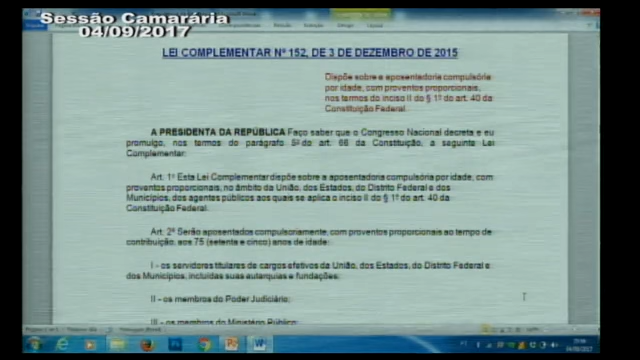 Sessão Camarária
04/09/2017
LEI COMPLEMENTAR Nº 152, DE 3 DE DEZEMBRO DE 2015
Dispõe sobre a aposentadoria compulsória
por idade, com proventos proporcionais,
nos termos do inciso II do § 1º do art. 40 da
Constituição Federal.
A PRESIDENTA DA REPÚBLICA Faço saber que o Congresso Nacional decreta e eu
promulgo, nos termos do parágrafo 5º do art. 66 da Constituição, a seguinte Lei
Complementar:
Art. 1º Esta Lei Complementar dispõe sobre a aposentadoria compulsória por idade, com
proventos proporcionais, no âmbito da União, dos Estados, do Distrito Federal e dos
Municípios, dos agentes públicos aos quais se aplica o inciso II do § 1º do art. 40 da
Constituição Federal.
Art. 2º Serão aposentados compulsoriamente, com proventos proporcionais ao tempo de
contribuição, aos 75 (setenta e cinco) anos de idade:
I - os servidores titulares de cargos efetivos da União, dos Estados, do Distrito Federal e
dos Municípios, incluídas suas autarquias e fundações;
II - os membros do Poder Judiciário;
III - os membros do Ministério Público;